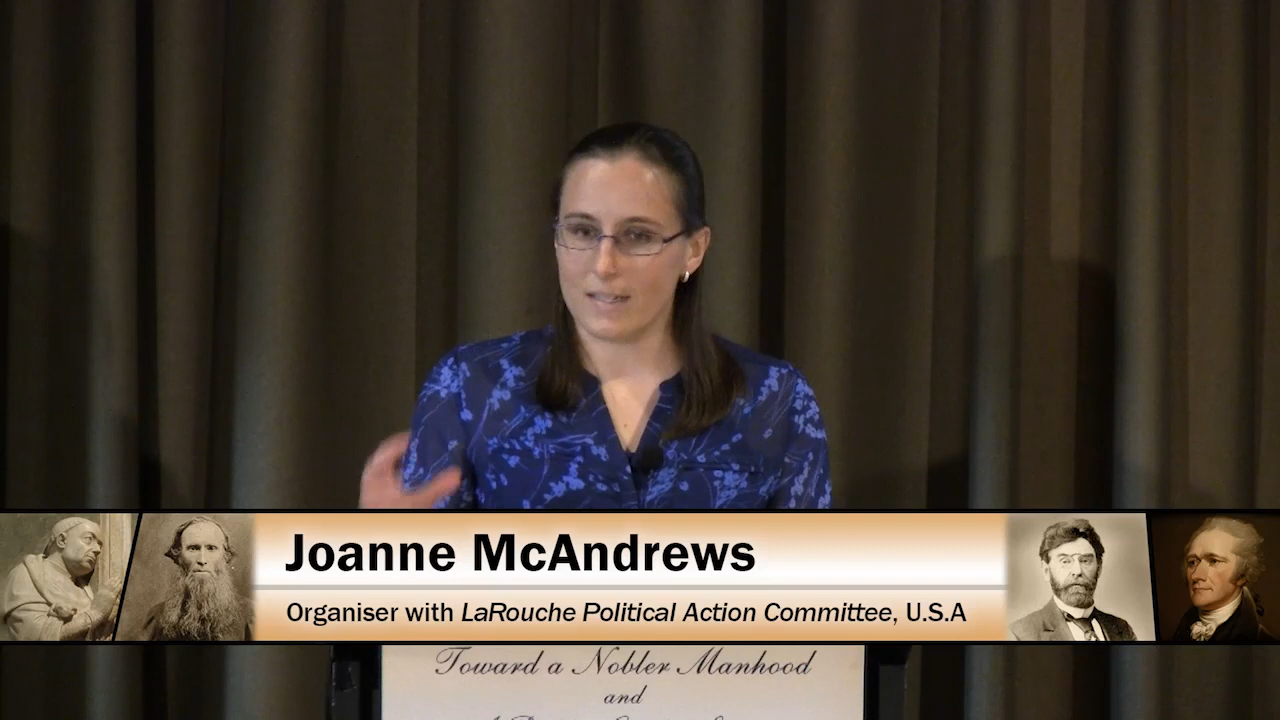 Joanne McAndrews
Organiser with LaRouche Political Action Committee, U.S.A
Toward a Nobler Manhood
and